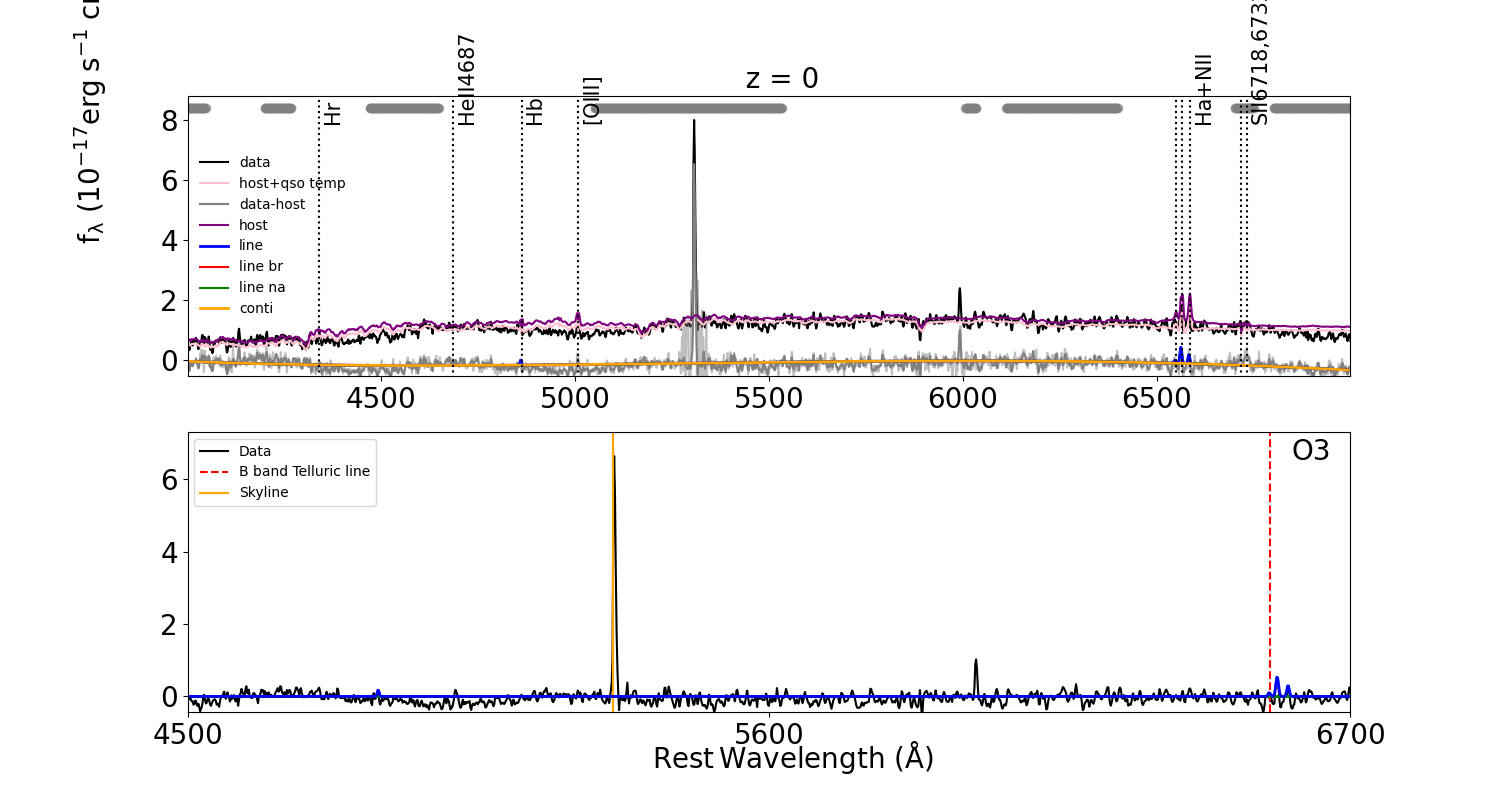 z = 0
f_λ (10^−17 erg s^−1 c
Hr
HeII4687
Hb
[OIII]
Ha+NII
SII6718,673
8
6
4
2
0
data
host+qso temp
data-host
host
line
line br
line na
conti
4500
5000
5500
6000
6500
Data
B band Telluric line
Skyline
O3
6
4
2
0
4500
5600
6700
Rest Wavelength (Å)